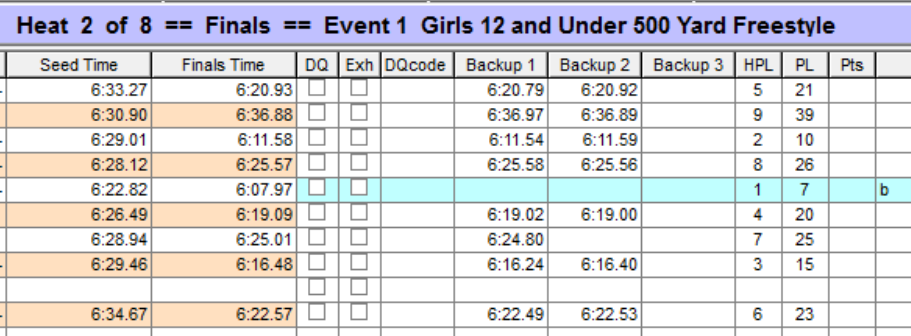 Heat 2 of 8 == Finals == Event 1 Girls 12 and Under 500 Yard Freestyle
Seed Time Finals Time DQ Exh DQcode Backup 1 Backup 2 Backup 3 HPL PL Pts
6:33.27 6:20.93 6:20.79 6:20.92 5 21
6:30.90 6:36.88 6:36.97 6:36.89 9 39
6:29.01 6:11.58 6:11.54 6:11.59 2 10
6:28.12 6:25.57 6:25.58 6:25.56 8 26
6:22.82 6:07.97 1 7 b
6:26.49 6:19.09 6:19.02 6:19.00 4 20
6:28.94 6:25.01 6:24.80 7 25
6:29.46 6:16.48 6:16.24 6:16.40 3 15
6:34.67 6:22.57 6:22.49 6:22.53 6 23